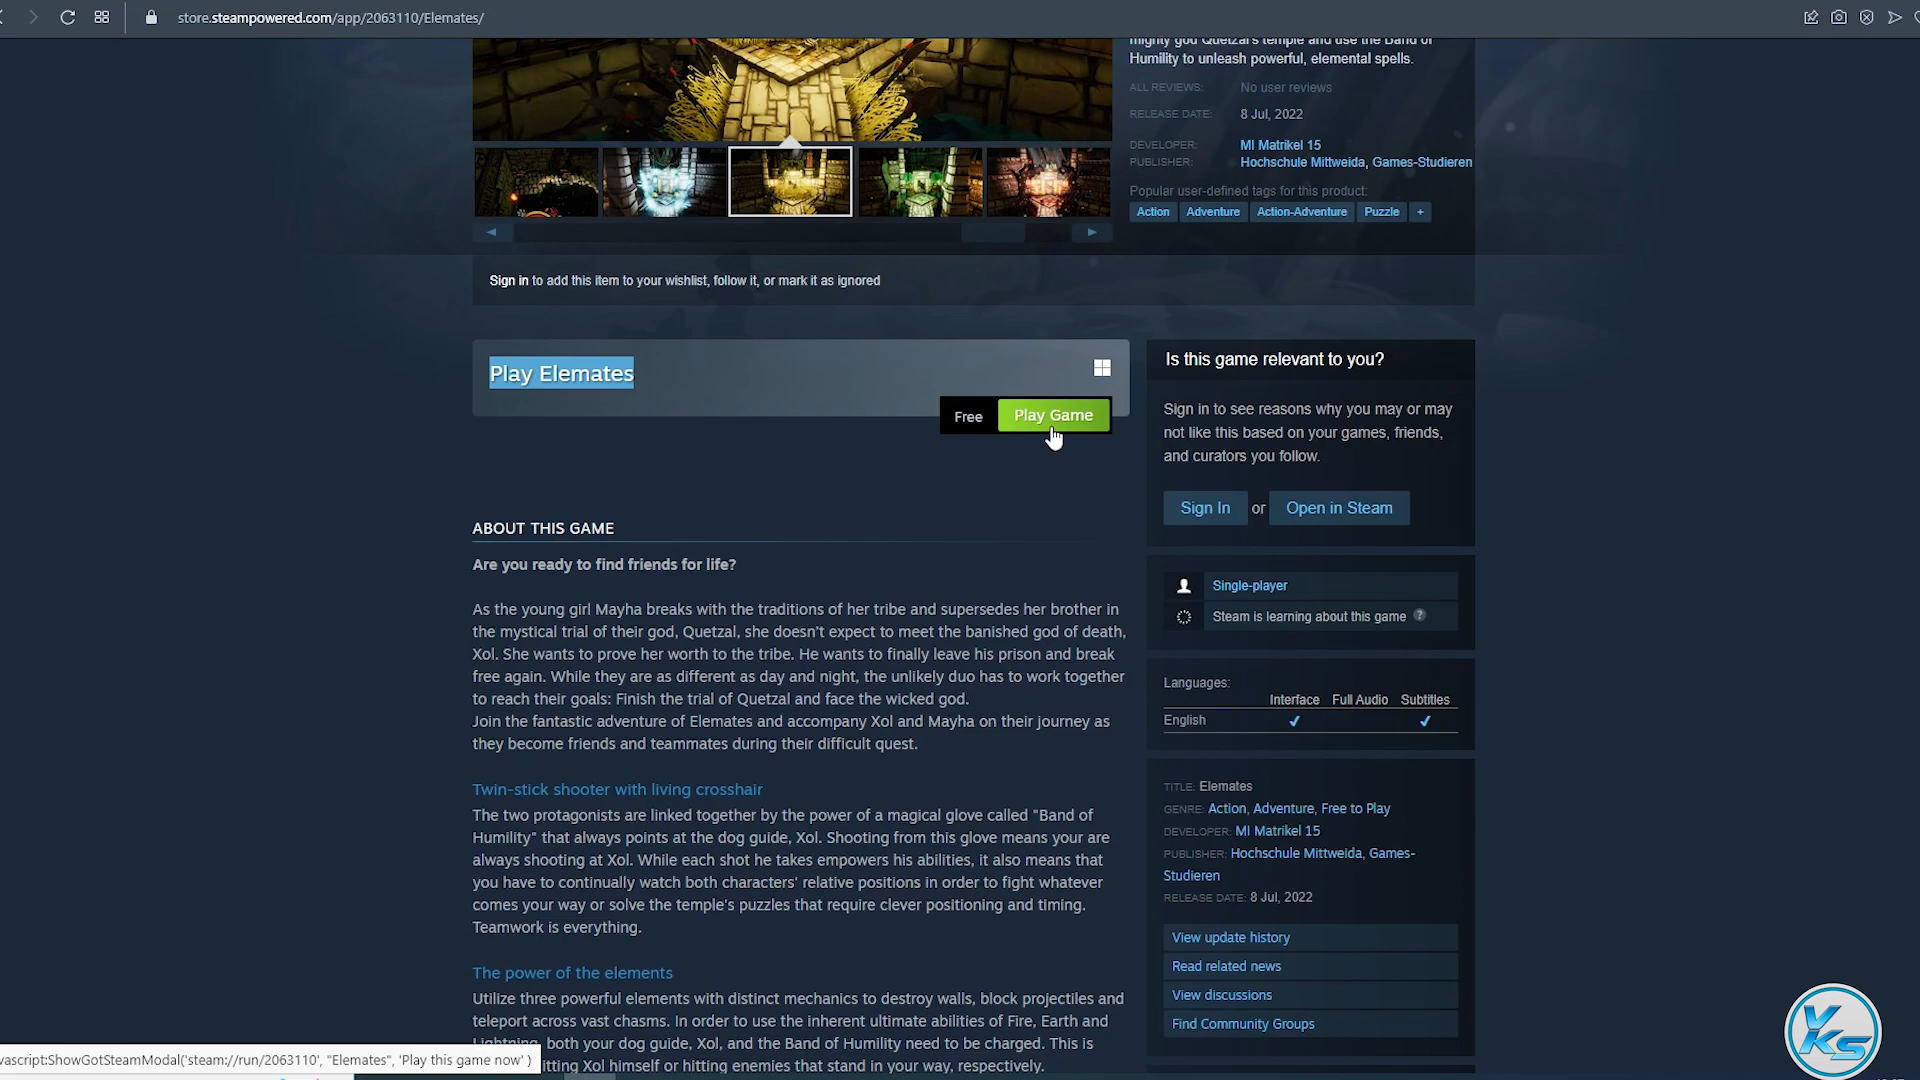 store.steampowered.com/app/2063110/Elemates/
mighty god Quetzal's temple and use the Band of
Humility to unleash powerful, elemental spells.
ALL REVIEWS: No user reviews
RELEASE DATE: 8 Jul, 2022
DEVELOPER: MI Matrikel 15
PUBLISHER: Hochschule Mittweida, Games-Studieren
Popular user-defined tags for this product:
Action Adventure Action-Adventure Puzzle +
Sign in to add this item to your wishlist, follow it, or mark it as ignored
Play Elemates
Free Play Game
Is this game relevant to you?
Sign in to see reasons why you may or may
not like this based on your games, friends,
and curators you follow.
Sign In or Open in Steam
ABOUT THIS GAME
Are you ready to find friends for life?
As the young girl Mayha breaks with the traditions of her tribe and supersedes her brother in
the mystical trial of their god, Quetzal, she doesn't expect to meet the banished god of death,
Xol. She wants to prove her worth to the tribe. He wants to finally leave his prison and break
free again. While they are as different as day and night, the unlikely duo has to work together
to reach their goals: Finish the trial of Quetzal and face the wicked god.
Join the fantastic adventure of Elemates and accompany Xol and Mayha on their journey as
they become friends and teammates during their difficult quest.
Twin-stick shooter with living crosshair
The two protagonists are linked together by the power of a magical glove called "Band of
Humility" that always points at the dog guide, Xol. Shooting from this glove means your are
always shooting at Xol. While each shot he takes empowers his abilities, it also means that
you have to continually watch both characters' relative positions in order to fight whatever
comes your way or solve the temple's puzzles that require clever positioning and timing.
Teamwork is everything.
The power of the elements
Utilize three powerful elements with distinct mechanics to destroy walls, block projectiles and
teleport across vast chasms. In order to use the inherent ultimate abilities of Fire, Earth and
Lightning, both your dog guide, Xol, and the Band of Humility need to be charged. This is
itting Xol himself or hitting enemies that stand in your way, respectively.
Single-player
Steam is learning about this game ?
Languages:
Interface Full Audio Subtitles
English ✔ ✔
TITLE: Elemates
GENRE: Action, Adventure, Free to Play
DEVELOPER: MI Matrikel 15
PUBLISHER: Hochschule Mittweida, Games-
Studieren
RELEASE DATE: 8 Jul, 2022
View update history
Read related news
View discussions
Find Community Groups
vascript:ShowGotSteamModal('steam://run/2063110', "Elemates", 'Play this game now' )
VKS